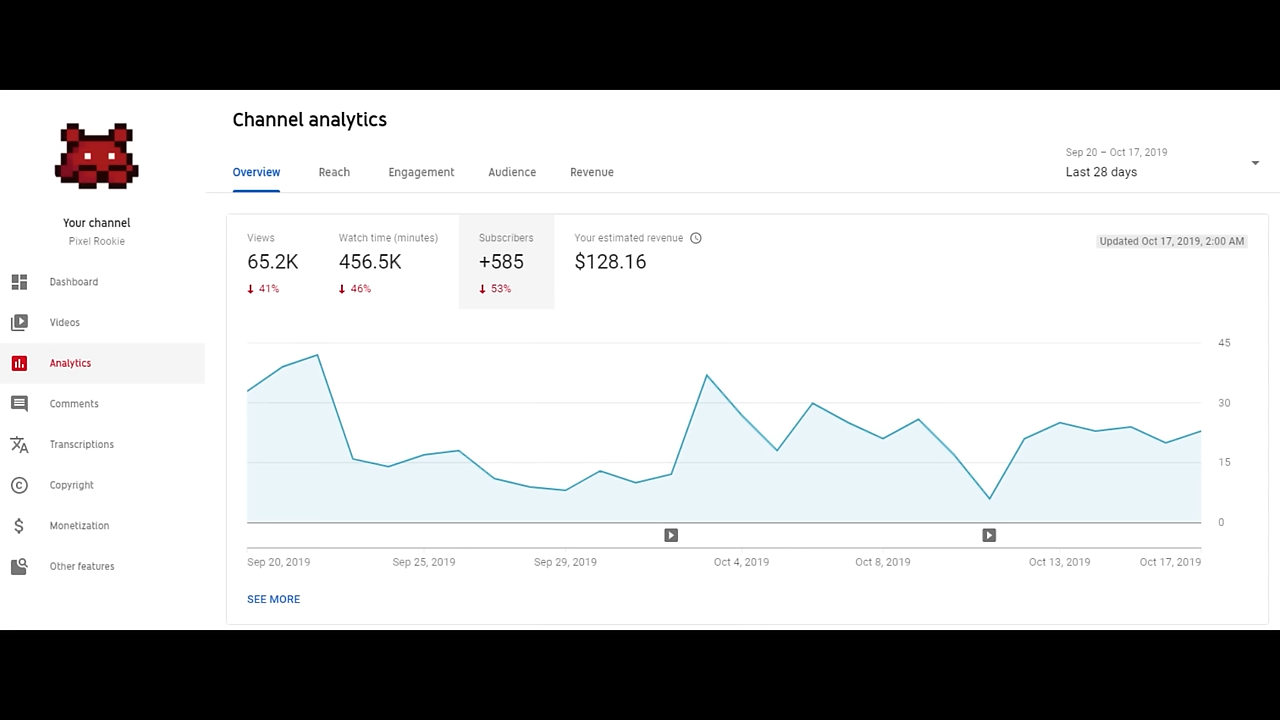 Channel analytics
Sep 20 – Oct 17, 2019
Last 28 days
Overview
Reach
Engagement
Audience
Revenue
Your channel
Pixel Rookie
Dashboard
Videos
Analytics
Comments
Transcriptions
Copyright
Monetization
Other features
Views
65.2K
41%
Watch time (minutes)
456.5K
46%
Subscribers
+585
53%
Your estimated revenue
$128.16
Updated Oct 17, 2019, 2:00 AM
45
30
15
0
Sep 20, 2019
Sep 25, 2019
Sep 29, 2019
Oct 4, 2019
Oct 8, 2019
Oct 13, 2019
Oct 17, 2019
SEE MORE